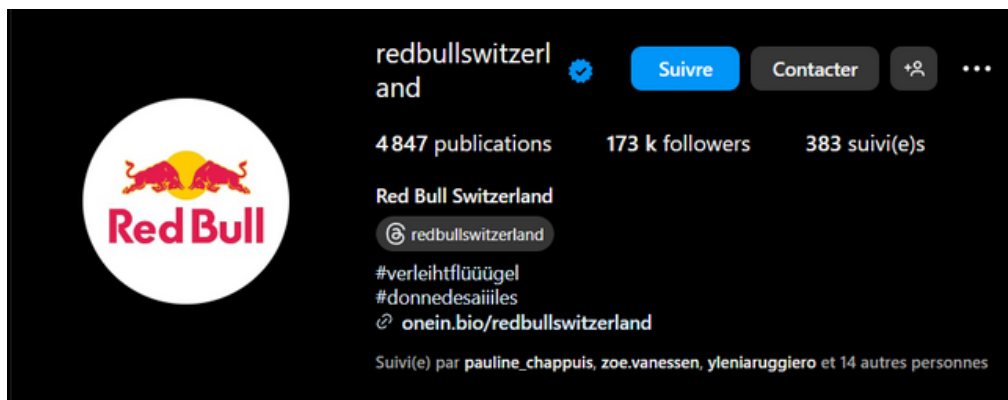 redbullswitzerl
and
Suivre
Contacter
4 847 publications
173 k followers
383 suivi(e)s
Red Bull
Red Bull Switzerland
redbullswitzerland
#verleihtflüüügel
#donnedesaiiiles
onein.bio/redbullswitzerland
Suivi(e) par pauline_chappuis, zoe.vanessen, yleniaruggiero et 14 autres personnes